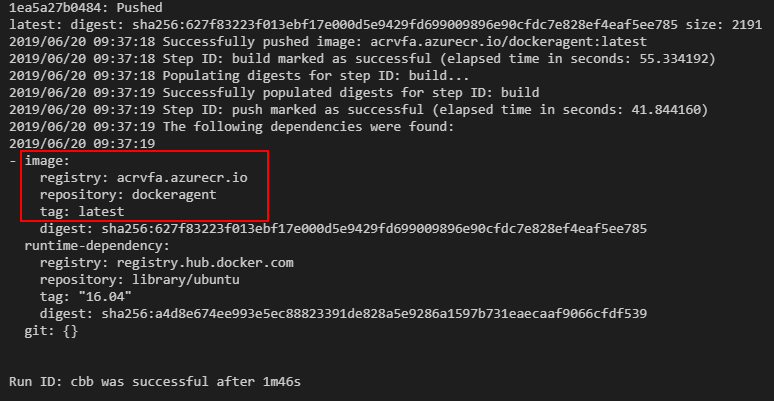 1ea5a27b0484: Pushed
latest: digest: sha256:627f83223f013ebf17e000d5e9429fd699009896e90cfdc7e828ef4eaf5ee785 size: 2191
2019/06/20 09:37:18 Successfully pushed image: acrvfa.azurecr.io/dockeragent:latest
2019/06/20 09:37:18 Step ID: build marked as successful (elapsed time in seconds: 55.334192)
2019/06/20 09:37:18 Populating digests for step ID: build...
2019/06/20 09:37:19 Successfully populated digests for step ID: build
2019/06/20 09:37:19 Step ID: push marked as successful (elapsed time in seconds: 41.844160)
2019/06/20 09:37:19 The following dependencies were found:
2019/06/20 09:37:19
- image:
    registry: acrvfa.azurecr.io
    repository: dockeragent
    tag: latest
    digest: sha256:627f83223f013ebf17e000d5e9429fd699009896e90cfdc7e828ef4eaf5ee785
  runtime-dependency:
    registry: registry.hub.docker.com
    repository: library/ubuntu
    tag: "16.04"
    digest: sha256:a4d8e674ee993e5ec88823391de828a5e9286a1597b731eaecaaf9066cfdf539
  git: {}
Run ID: cbb was successful after 1m46s